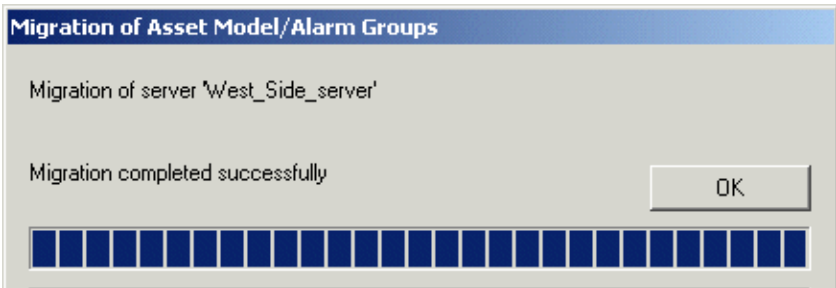 Migration of Asset Model/Alarm Groups
Migration of server 'West_Side_server'
Migration completed successfully
OK